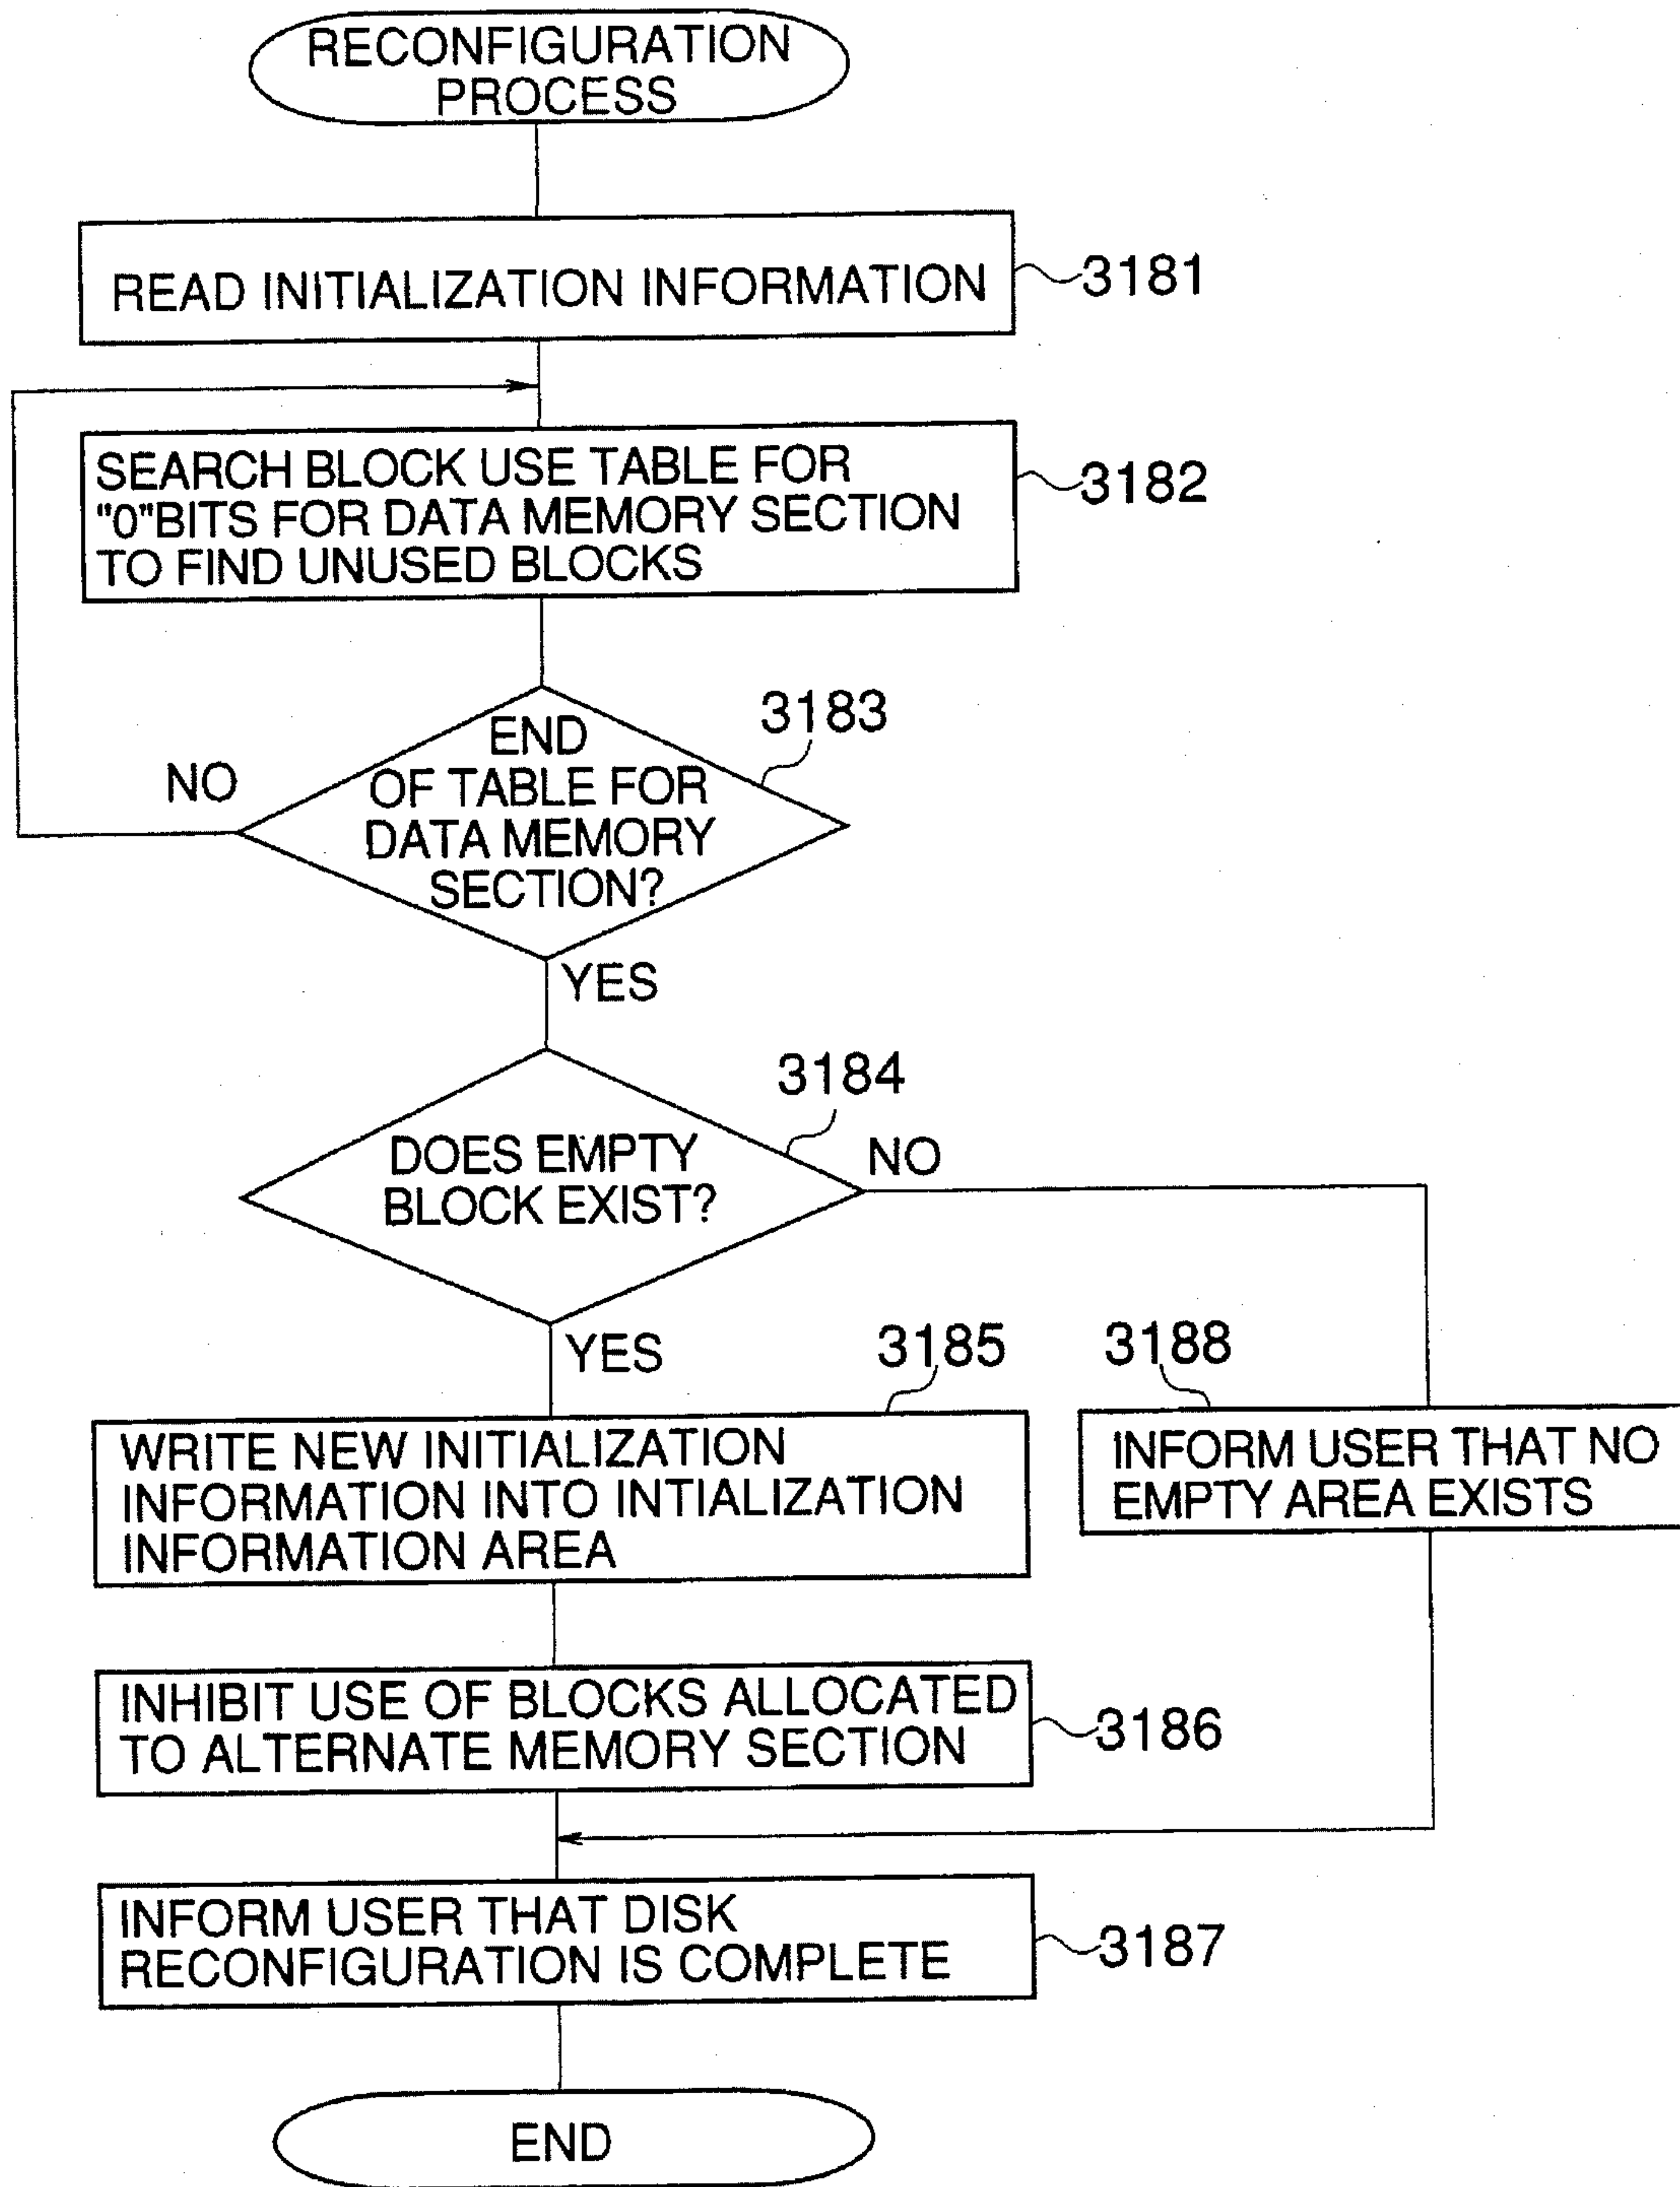 RECONFIGURATION
PROCESS
READ INITIALIZATION INFORMATION
3181
SEARCH BLOCK USE TABLE FOR
"0"BITS FOR DATA MEMORY SECTION
TO FIND UNUSED BLOCKS
3182
END
OF TABLE FOR
DATA MEMORY
SECTION?
3183
NO
YES
DOES EMPTY
BLOCK EXIST?
3184
NO
YES
3185
WRITE NEW INITIALIZATION
INFORMATION INTO INTIALIZATION
INFORMATION AREA
3188
INFORM USER THAT NO
EMPTY AREA EXISTS
INHIBIT USE OF BLOCKS ALLOCATED
TO ALTERNATE MEMORY SECTION
3186
INFORM USER THAT DISK
RECONFIGURATION IS COMPLETE
3187
END